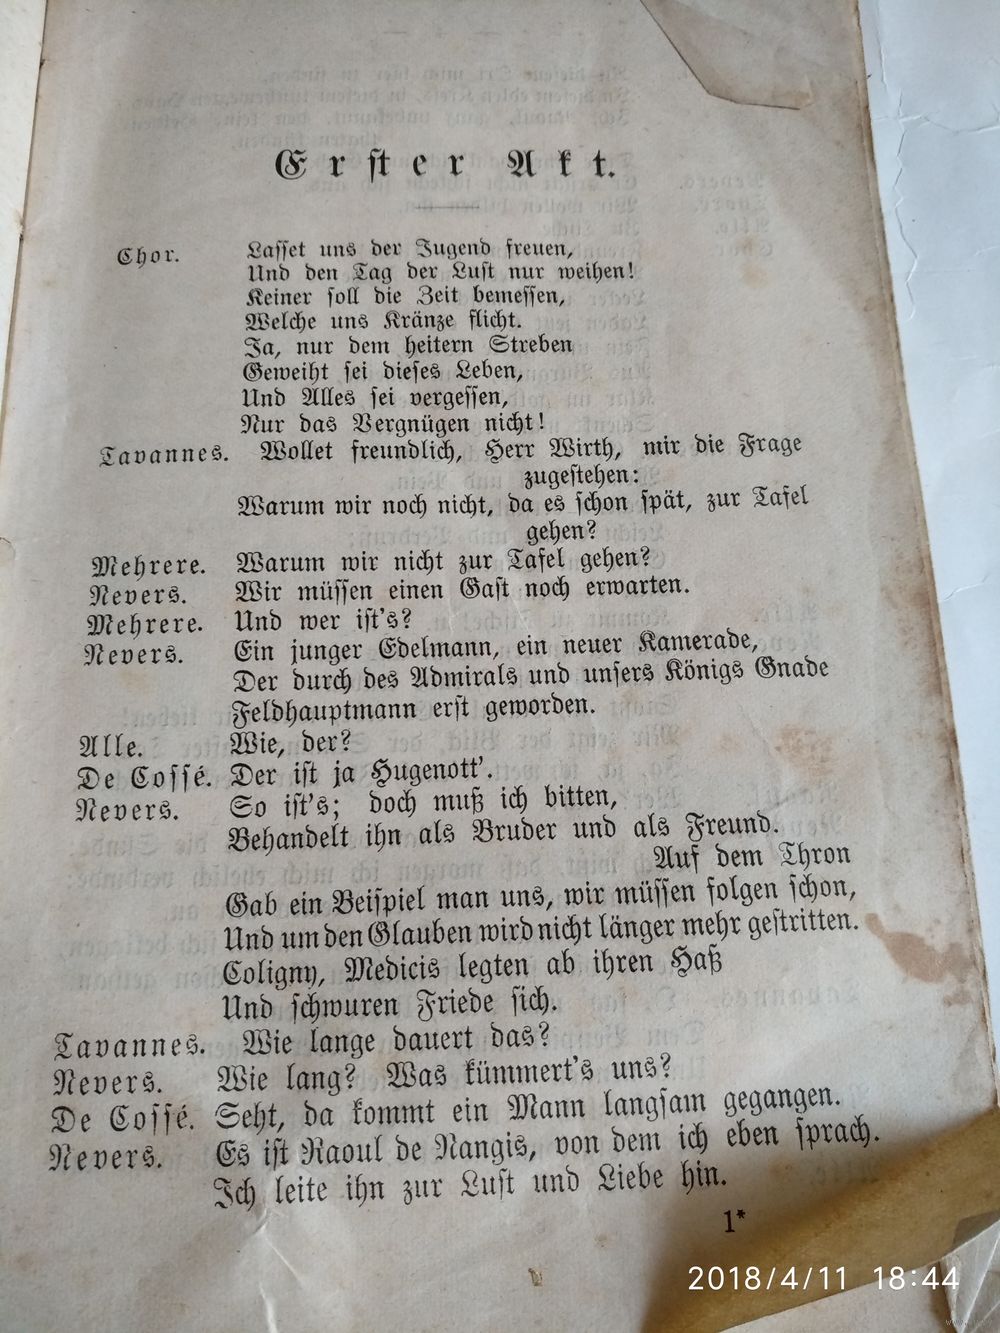 Erster Akt.
Chor. Lasset uns der Jugend freuen,
Und den Tag der Lust nur weihen!
Keiner soll die Zeit bemessen,
Welche uns Kränze flicht.
Ja, nur dem heitern Streben
Geweiht sei dieses Leben,
Und Alles sei vergessen,
Nur das Vergnügen nicht!
Tavannes. Wollet freundlich, Herr Wirth, mir die Frage
zugestehen:
Warum wir noch nicht, da es schon spät, zur Tafel
gehen?
Mehrere. Warum wir nicht zur Tafel gehen?
Nevers. Wir müssen einen Gast noch erwarten.
Mehrere. Und wer ist's?
Nevers. Ein junger Edelmann, ein neuer Kamerade,
Der durch des Admirals und unsers Königs Gnade
Feldhauptmann erst geworden.
Alle. Wie, der?
De Cossé. Der ist ja Hugenott'.
Nevers. So ist's; doch muß ich bitten,
Behandelt ihn als Bruder und als Freund.
Auf dem Thron
Gab ein Beispiel man uns, wir müssen folgen schon,
Und um den Glauben wird nicht länger mehr gestritten.
Coligny, Medicis legten ab ihren Haß
Und schwuren Friede sich.
Tavannes. Wie lange dauert das?
Nevers. Wie lang? Was kümmert's uns?
De Cossé. Seht, da kommt ein Mann langsam gegangen.
Nevers. Es ist Raoul de Nangis, von dem ich eben sprach.
Ich leite ihn zur Lust und Liebe hin.
1*
2018/4/11 18:44